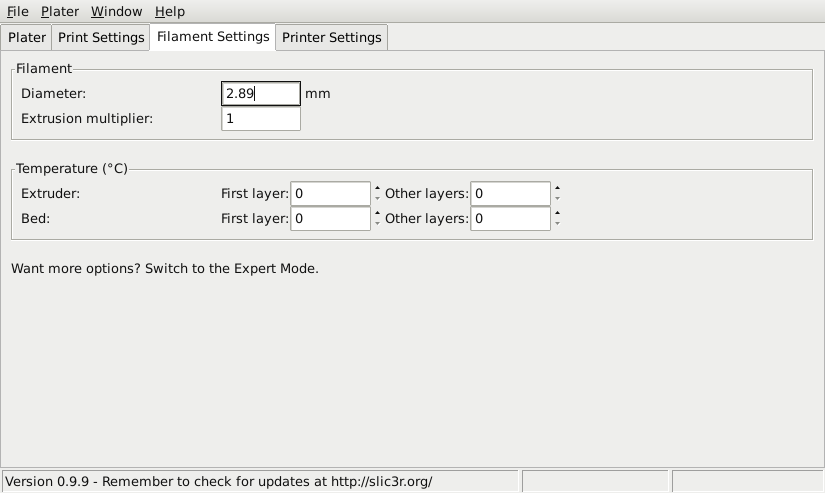 File Plater Window Help
Plater Print Settings Filament Settings Printer Settings
Filament
Diameter: 2.89 mm
Extrusion multiplier: 1
Temperature (°C)
Extruder: First layer: 0 Other layers: 0
Bed: First layer: 0 Other layers: 0
Want more options? Switch to the Expert Mode.
Version 0.9.9 - Remember to check for updates at http://slic3r.org/